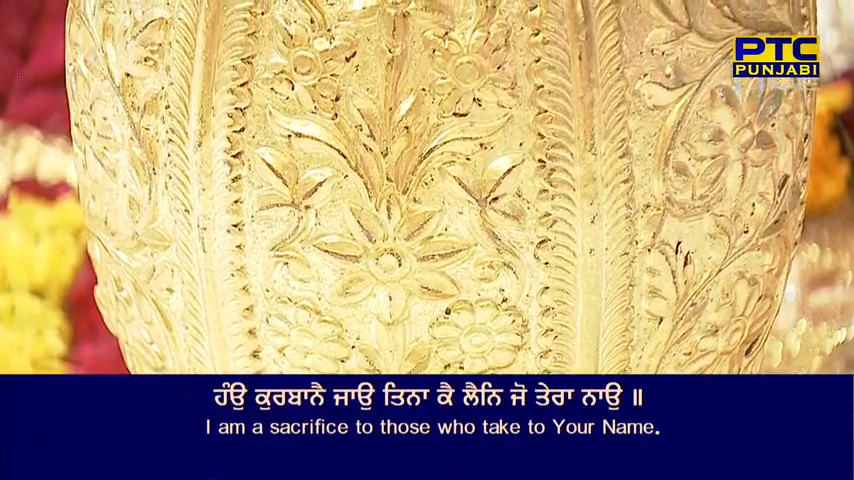 PTC
PUNJABI
ਹੰਉ ਕੁਰਬਾਨੈ ਜਾਉ ਤਿਨਾ ਕੈ ਲੈਨਿ ਜੋ ਤੇਰਾ ਨਾਉ ॥
I am a sacrifice to those who take to Your Name.